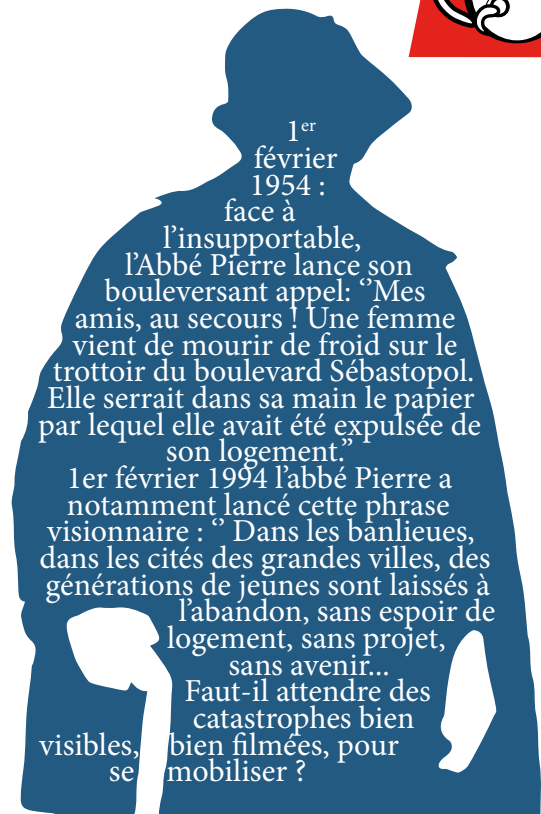 1er
février
1954 :
face à
l'insupportable,
l'Abbé Pierre lance son
bouleversant appel: ‘’Mes
amis, au secours ! Une femme
vient de mourir de froid sur le
trottoir du boulevard Sébastopol.
Elle serrait dans sa main le papier
par lequel elle avait été expulsée de
son logement.’’
1er février 1994 l’abbé Pierre a
notamment lancé cette phrase
visionnaire : ‘’ Dans les banlieues,
dans les cités des grandes villes, des
générations de jeunes sont laissés à
l’abandon, sans espoir de
logement, sans projet,
sans avenir...
Faut-il attendre des
catastrophes bien
visibles, bien filmées, pour
se mobiliser ?